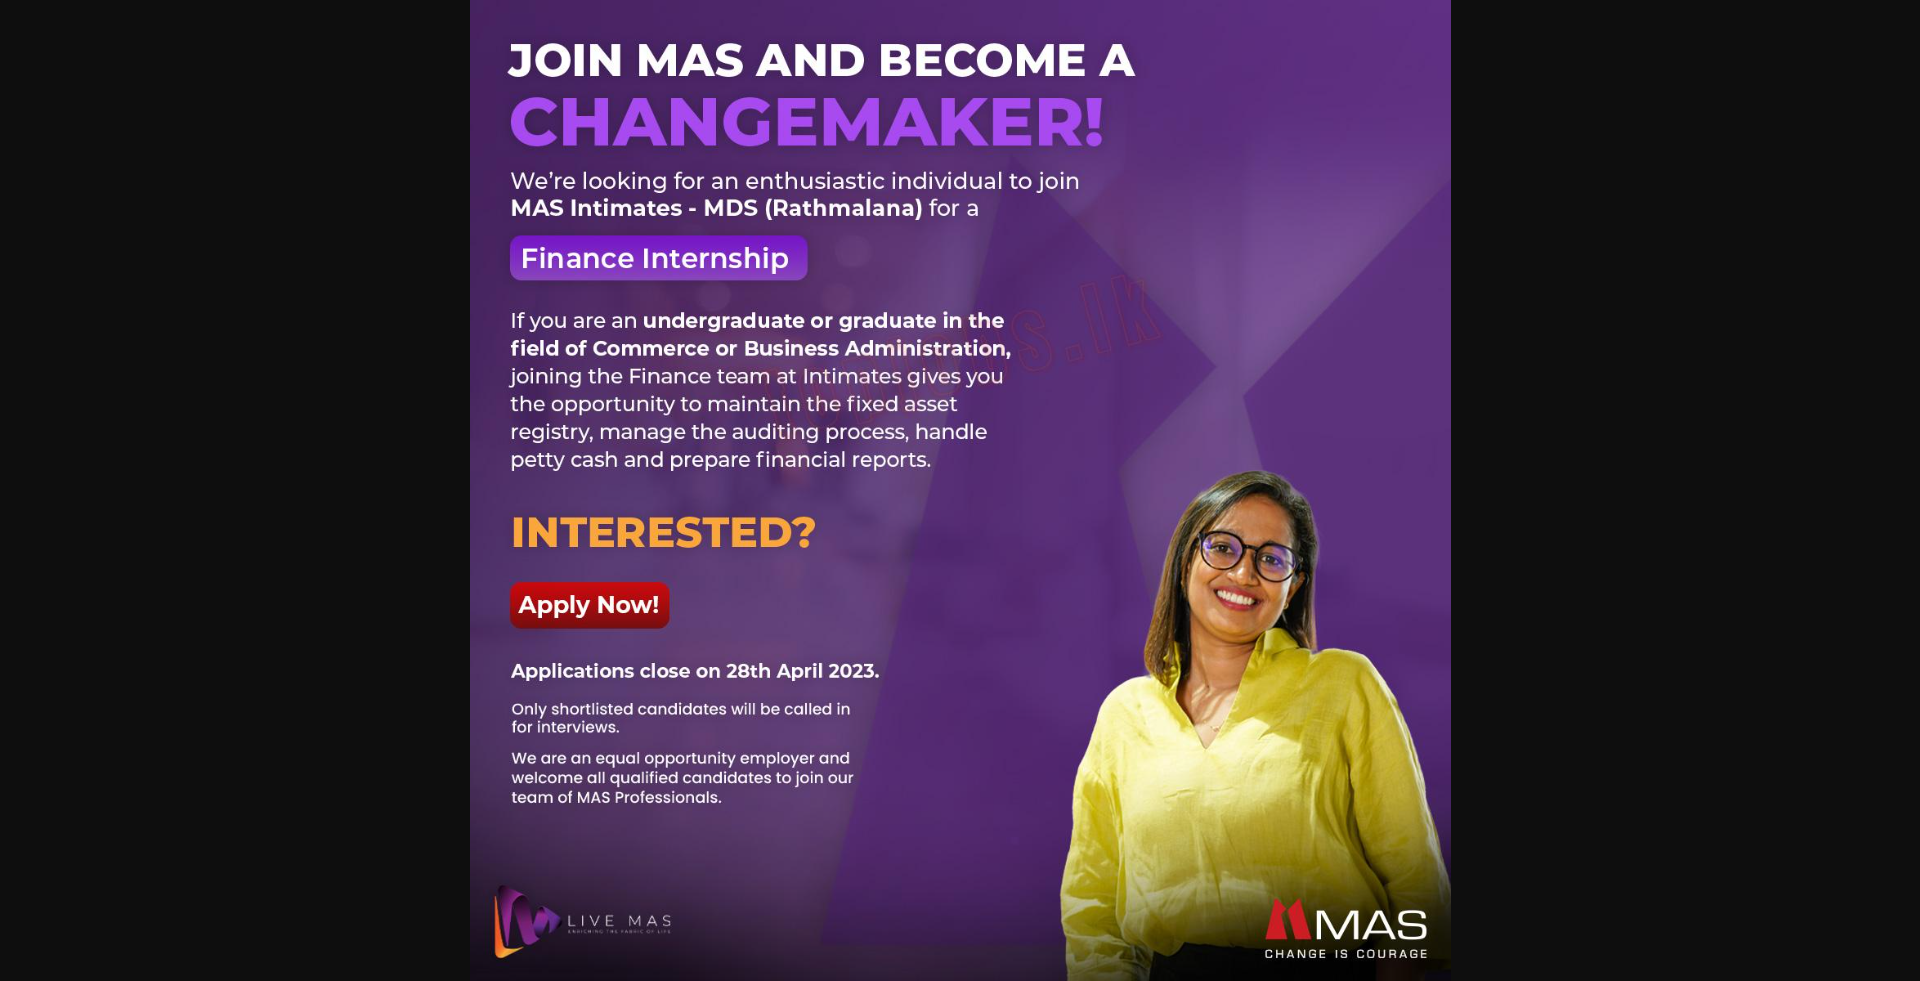 JOIN MAS AND BECOME A
CHANGEMAKER!
We're looking for an enthusiastic individual to join
MAS Intimates - MDS (Rathmalana) for a
Finance Internship
If you are an undergraduate or graduate in the
field of Commerce or Business Administration,
joining the Finance team at Intimates gives you
the opportunity to maintain the fixed asset
registry, manage the auditing process, handle
petty cash and prepare financial reports.
INTERESTED?
Apply Now!
Applications close on 28th April 2023.
Only shortlisted candidates will be called in
for interviews.
We are an equal opportunity employer and
welcome all qualified candidates to join our
team of MAS Professionals.
LIVE MAS
ENRICHING THE FABRIC OF LIFE
MAS
CHANGE IS COURAGE